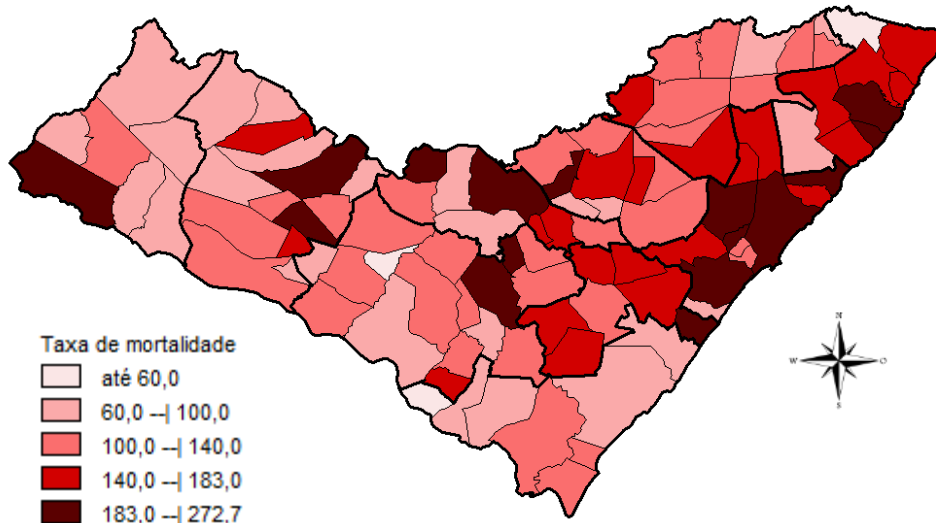 Taxa de mortalidade
até 60,0
60,0 --| 100,0
100,0 --| 140,0
140,0 --| 183,0
183,0 --| 272,7
N
W
O
S